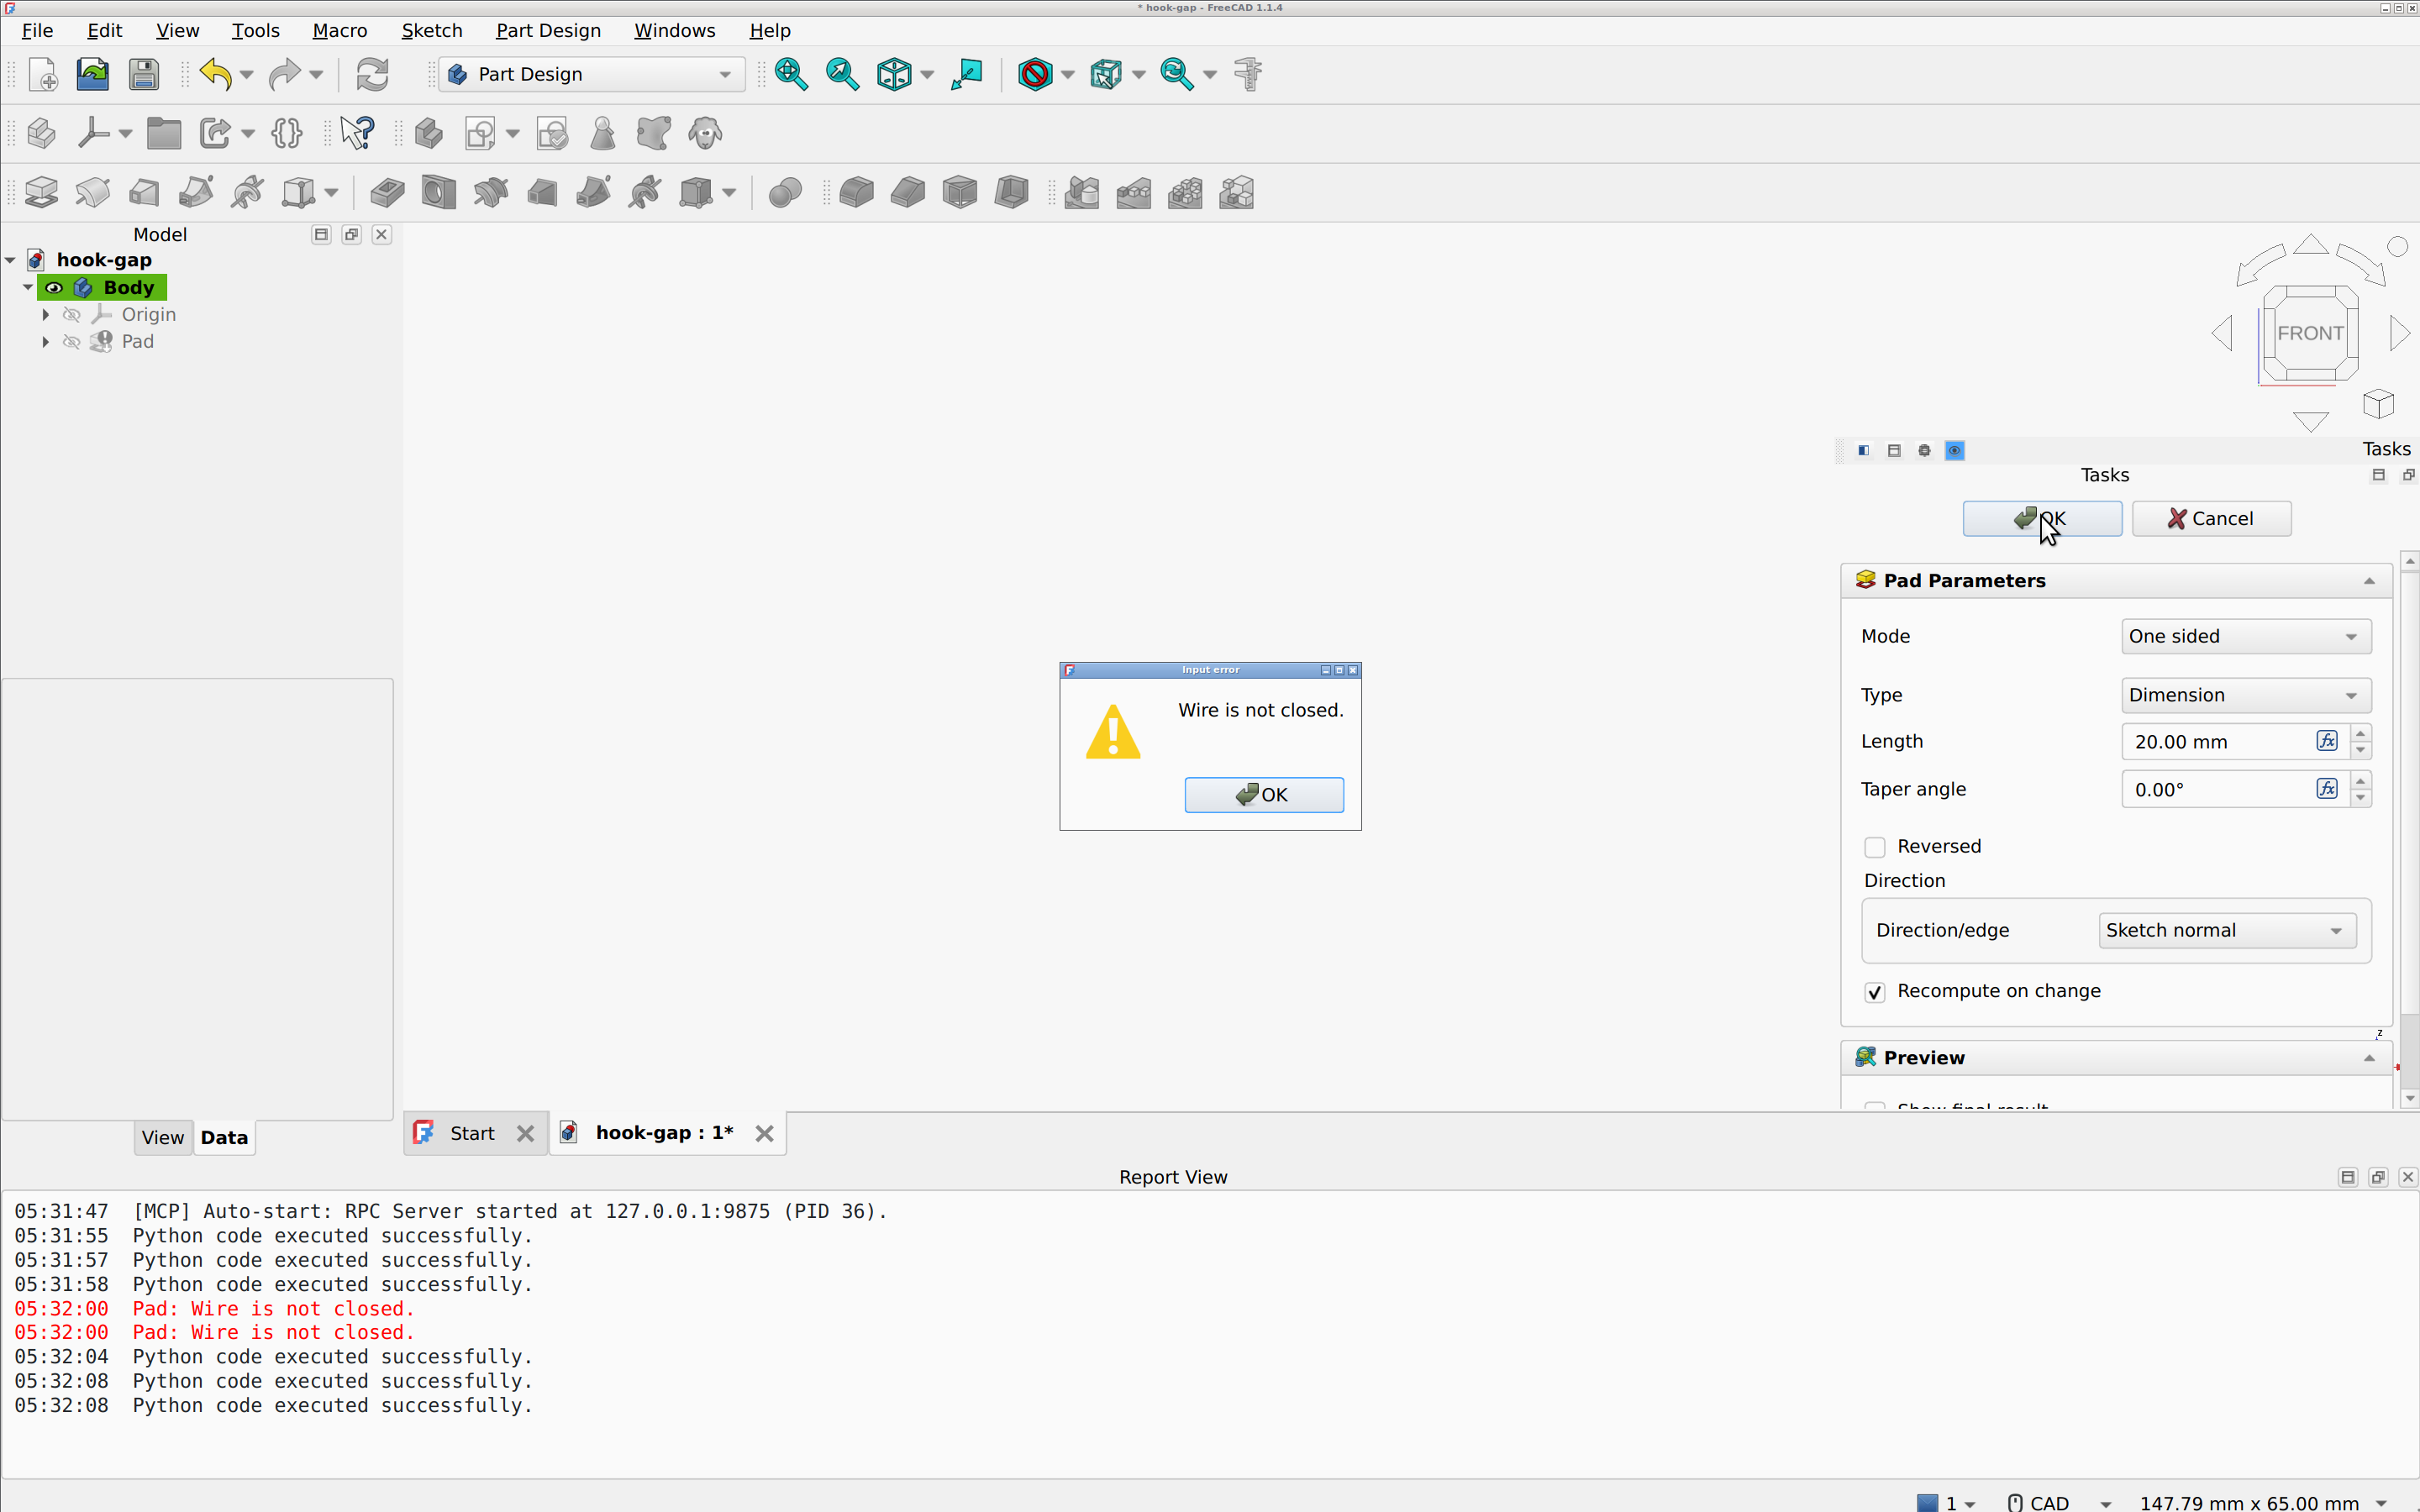 * hook-gap - FreeCAD 1.1.4
File Edit View Tools Macro Sketch Part Design Windows Help
Part Design
Model
hook-gap
Body
Origin
Pad
FRONT
Tasks
Tasks
OK Cancel
Pad Parameters
Mode One sided
Type Dimension
Length 20.00 mm
Taper angle 0.00°
Reversed
Direction
Direction/edge Sketch normal
Recompute on change
z
Preview
Show final result
Input error
Wire is not closed.
OK
View Data
Start hook-gap : 1*
Report View
05:31:47 [MCP] Auto-start: RPC Server started at 127.0.0.1:9875 (PID 36).
05:31:55 Python code executed successfully.
05:31:57 Python code executed successfully.
05:31:58 Python code executed successfully.
05:32:00 Pad: Wire is not closed.
05:32:00 Pad: Wire is not closed.
05:32:04 Python code executed successfully.
05:32:08 Python code executed successfully.
05:32:08 Python code executed successfully.
1 CAD 147.79 mm x 65.00 mm